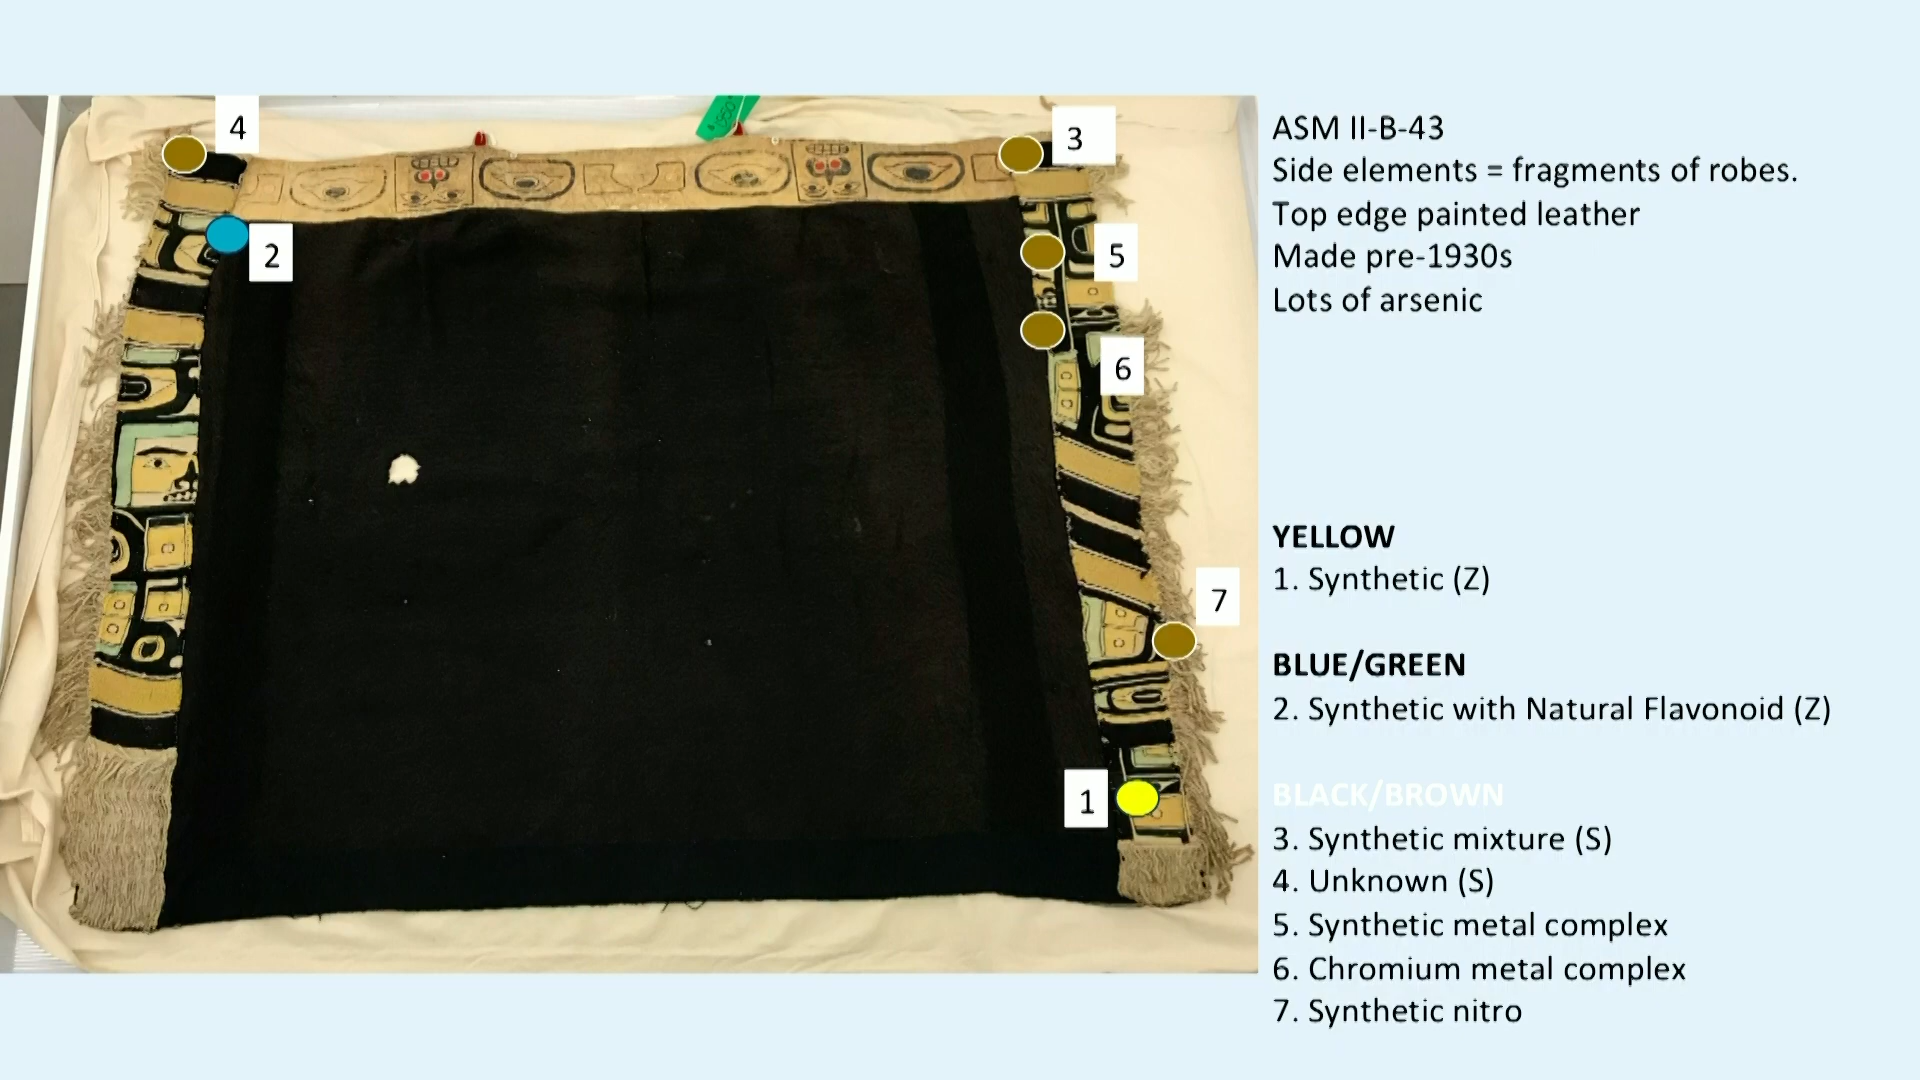 4
3
2
5
6
7
1
ASM II-B-43
Side elements = fragments of robes.
Top edge painted leather
Made pre-1930s
Lots of arsenic
YELLOW
1. Synthetic (Z)
BLUE/GREEN
2. Synthetic with Natural Flavonoid (Z)
BLACK/BROWN
3. Synthetic mixture (S)
4. Unknown (S)
5. Synthetic metal complex
6. Chromium metal complex
7. Synthetic nitro